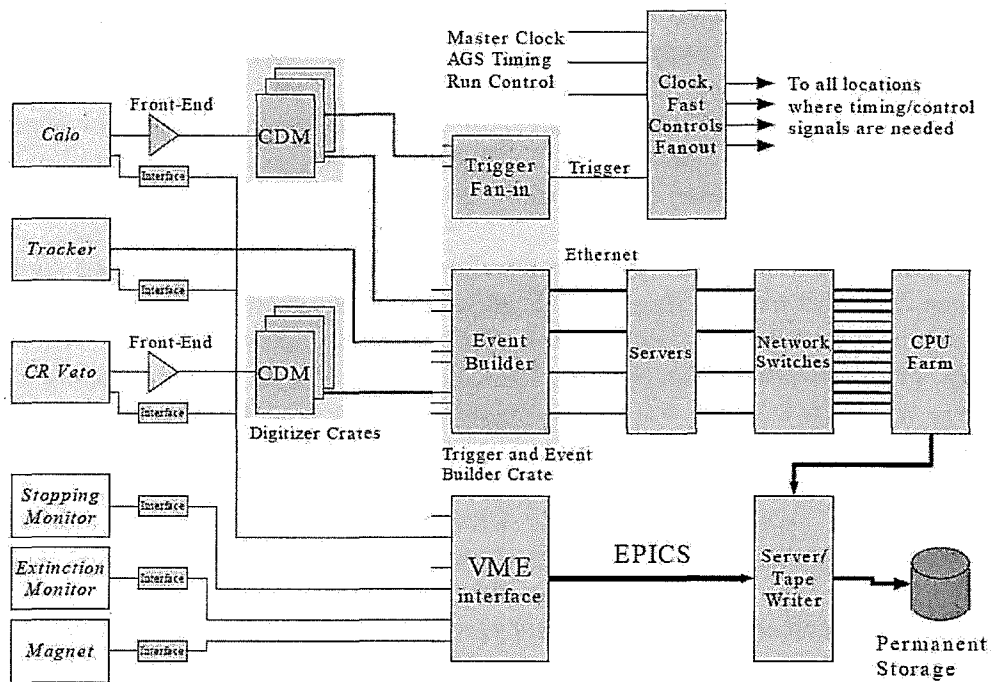 Master Clock
AGS Timing
Run Control
Clock,
Fast
Controls
Fanout
To all locations
where timing/control
signals are needed
Front-End
Calo
CDM
Interface
Trigger
Fan-in
Trigger
Tracker
Interface
Ethernet
Front-End
CR Veto
CDM
Interface
Digitizer Crates
Event
Builder
Servers
Network
Switches
CPU
Farm
Trigger and Event
Builder Crate
Stopping
Monitor
Interface
Extinction
Monitor
Interface
Magnet
Interface
VME
interface
EPICS
Server/
Tape
Writer
Permanent
Storage